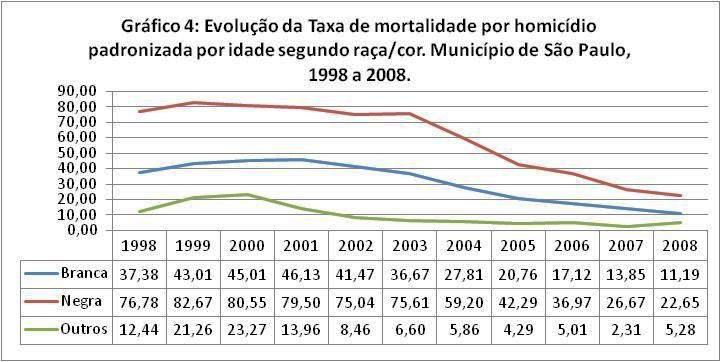 Gráfico 4: Evolução da Taxa de mortalidade por homicídio
padronizada por idade segundo raça/cor. Município de São Paulo,
1998 a 2008.
90,00
80,00
70,00
60,00
50,00
40,00
30,00
20,00
10,00
0,00
1998 1999 2000 2001 2002 2003 2004 2005 2006 2007 2008
Branca 37,38 43,01 45,01 46,13 41,47 36,67 27,81 20,76 17,12 13,85 11,19
Negra 76,78 82,67 80,55 79,50 75,04 75,61 59,20 42,29 36,97 26,67 22,65
Outros 12,44 21,26 23,27 13,96 8,46 6,60 5,86 4,29 5,01 2,31 5,28